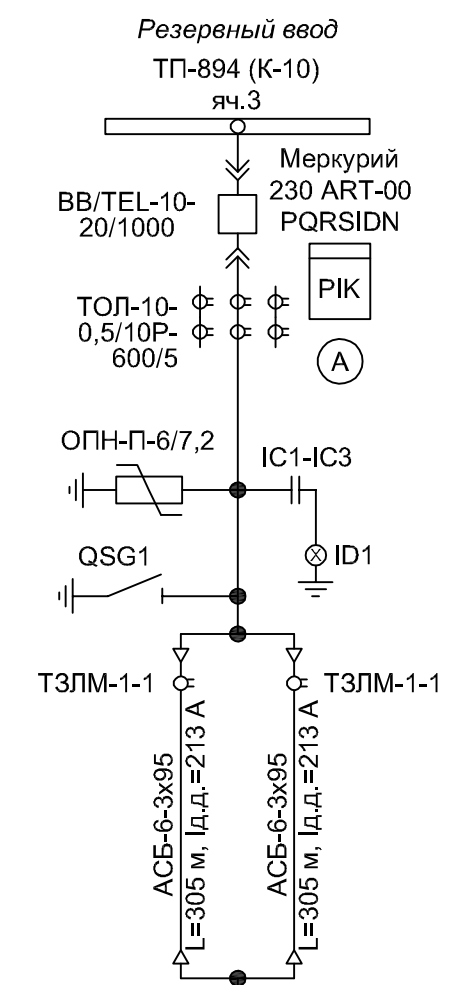 Резервный ввод
ТП-894 (К-10)
яч.3
Меркурий
230 ART-00
PQRSIDN
BB/TEL-10-
20/1000
PIK
ТОЛ-10-
0,5/10Р-
600/5
A
ОПН-П-6/7,2
IC1-IC3
QSG1
ID1
ТЗЛМ-1-1
ТЗЛМ-1-1
АСБ-6-3х95
L=305 м, Iд.д.=213 А
АСБ-6-3х95
L=305 м, Iд.д.=213 А